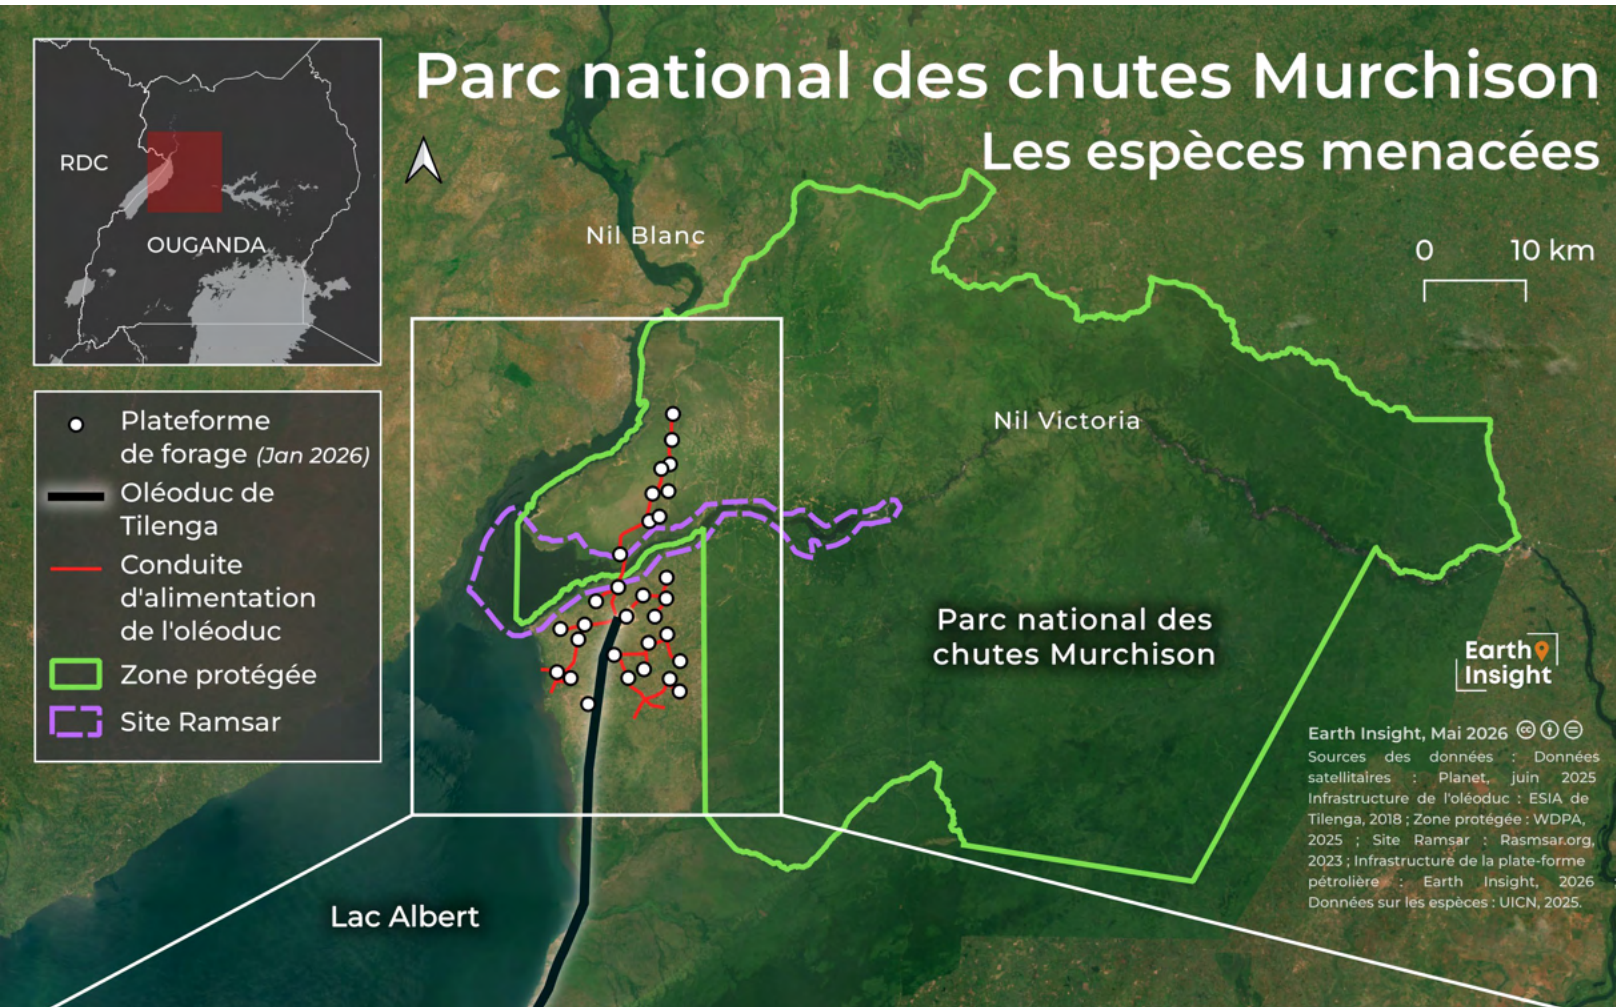 Parc national des chutes Murchison
Les espèces menacées
RDC
OUGANDA
Nil Blanc
0 10 km
Plateforme
de forage (Jan 2026)
Oléoduc de
Tilenga
Conduite
d'alimentation
de l'oléoduc
Zone protégée
Site Ramsar
Nil Victoria
Parc national des
chutes Murchison
Lac Albert
Earth
Insight
Earth Insight, Mai 2026
Sources des données : Données
satellitaires : Planet, juin 2025
Infrastructure de l'oléoduc : ESIA de
Tilenga, 2018 ; Zone protégée : WDPA,
2025 ; Site Ramsar : Rasmsar.org,
2023 ; Infrastructure de la plate-forme
pétrolière : Earth Insight, 2026
Données sur les espèces : UICN, 2025.